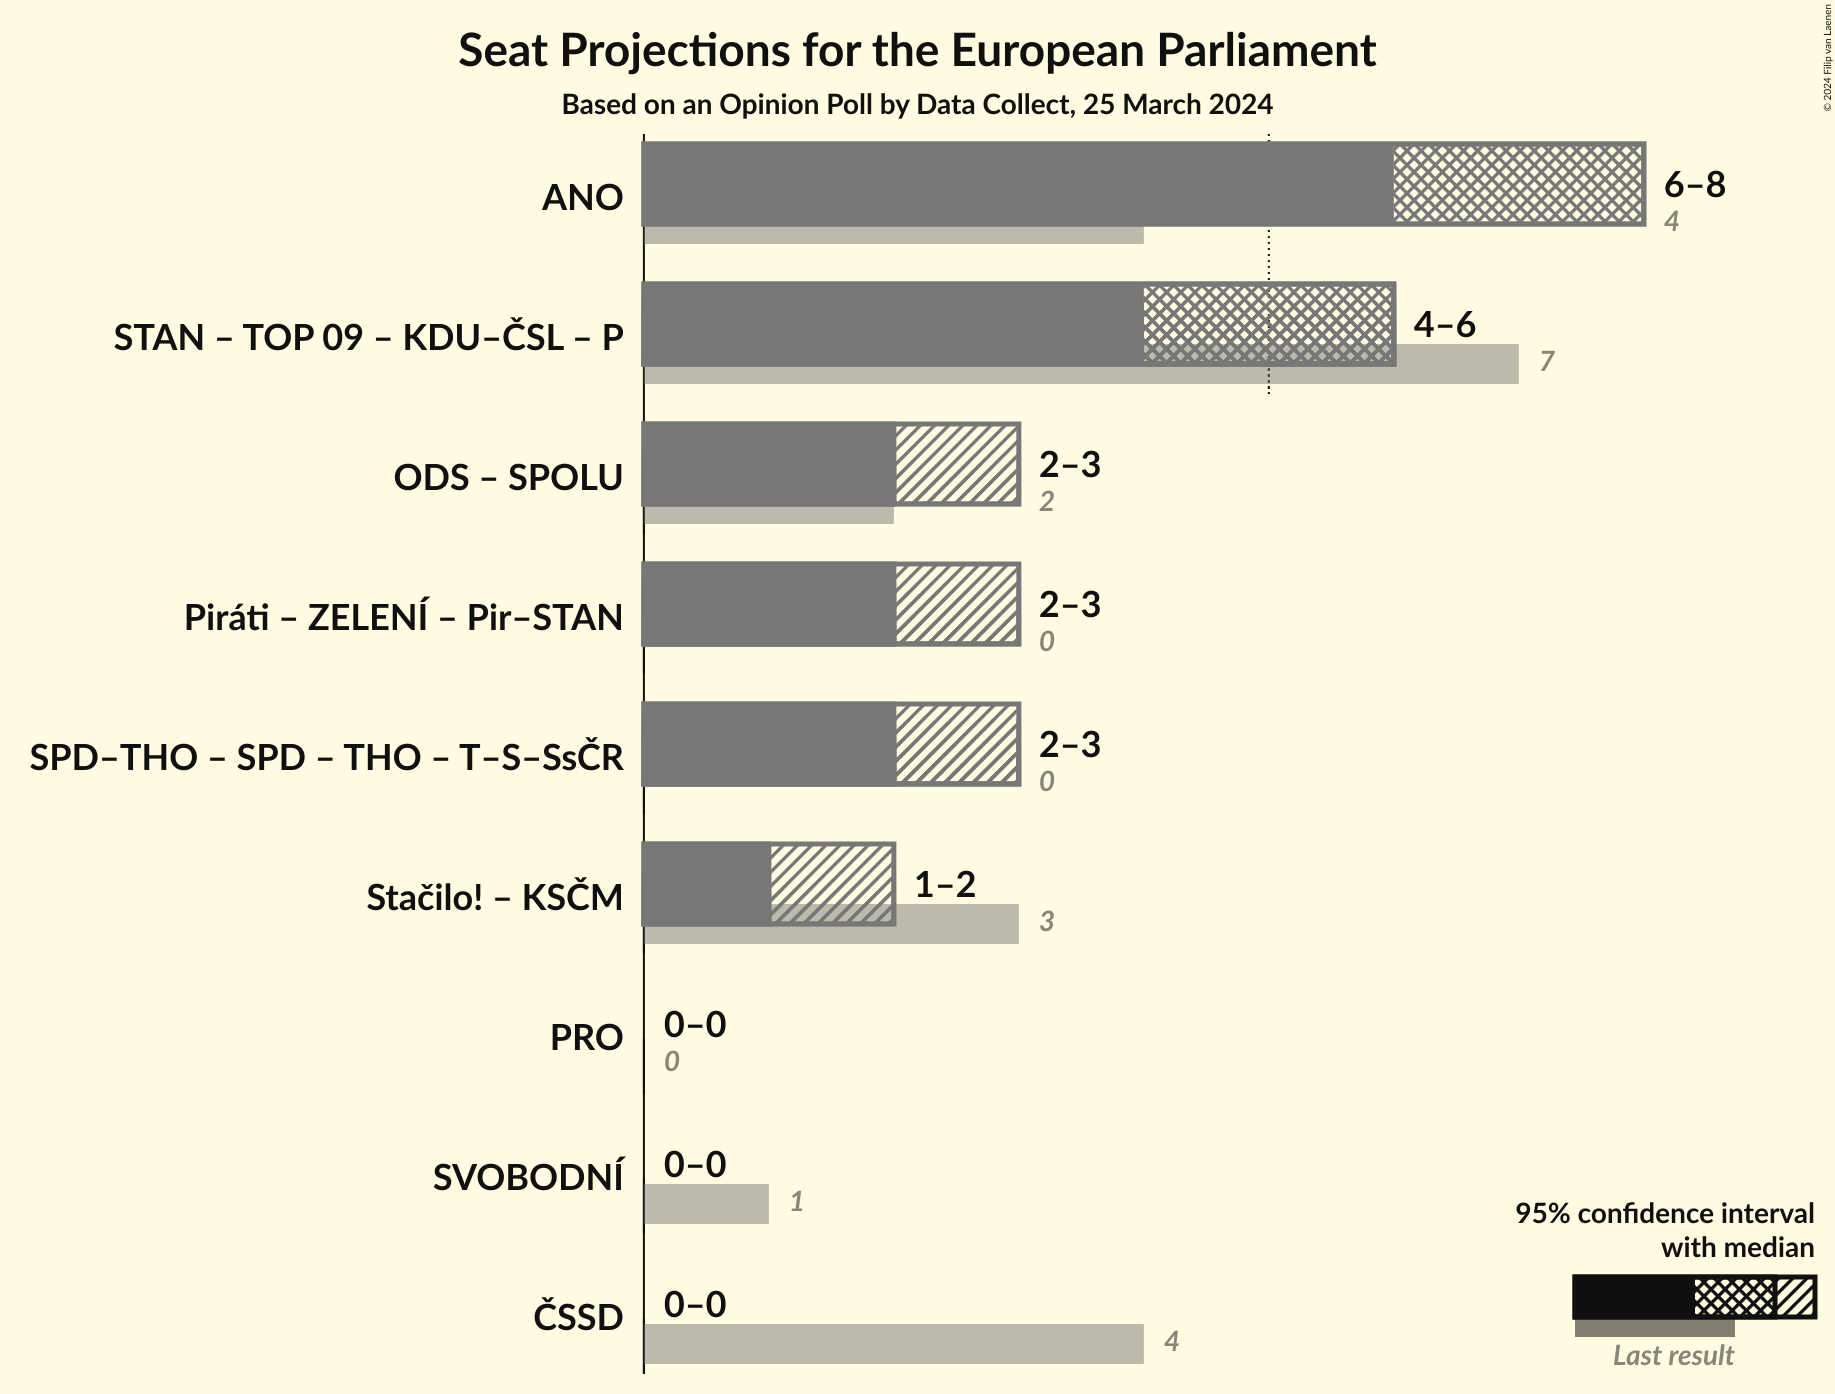 Seat Projections for the European Parliament
Based on an Opinion Poll by Data Collect, 25 March 2024
© 2024 Filip van Laenen
ANO
6–8
4
STAN – TOP 09 – KDU–ČSL – P
4–6
7
ODS – SPOLU
2–3
2
Piráti – ZELENÍ – Pir–STAN
2–3
0
SPD–THO – SPD – THO – T–S–SsČR
2–3
0
Stačilo! – KSČM
1–2
3
PRO
0–0
0
SVOBODNÍ
0–0
1
ČSSD
0–0
4
95% confidence interval
with median
Last result